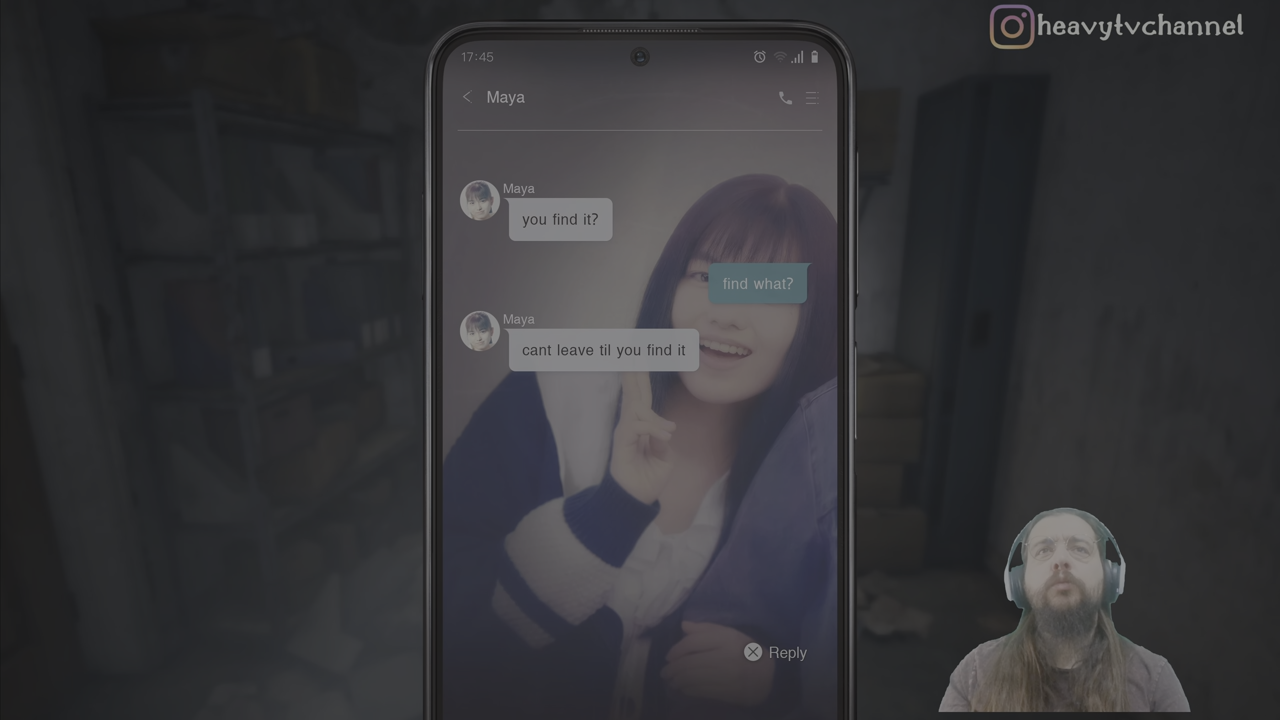 heavytvchannel
17:45
Maya
Maya
you find it?
find what?
Maya
cant leave til you find it
Reply